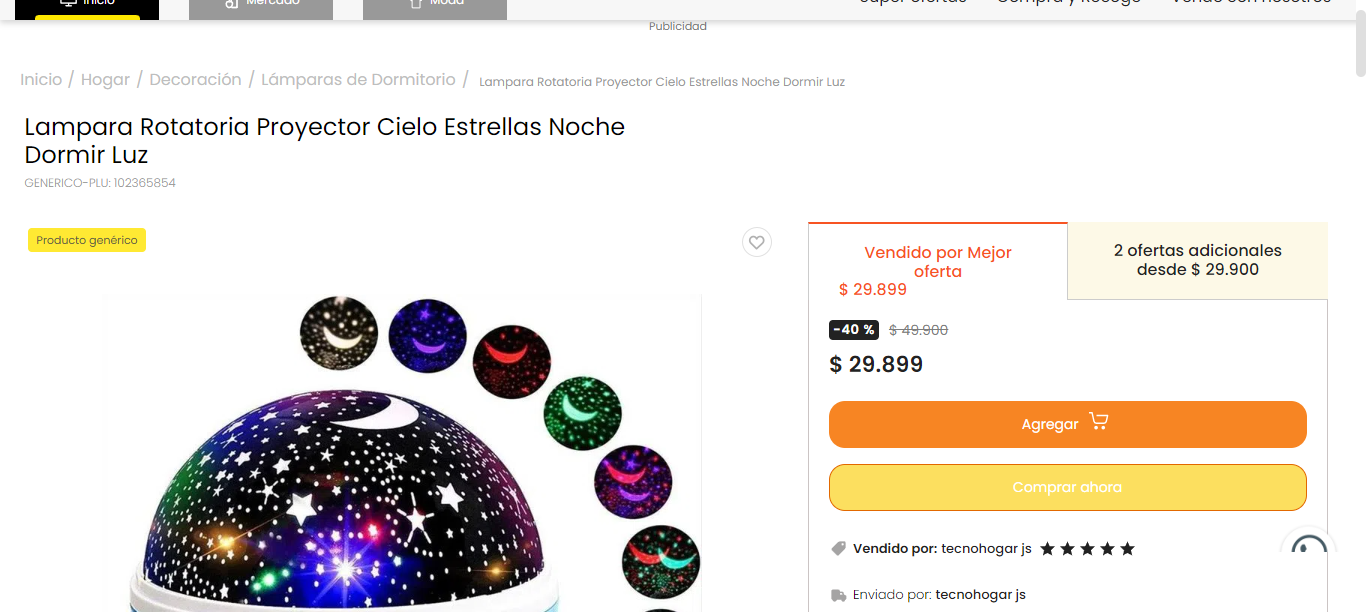 Inicio
Mercado
Moda
Súper ofertas
Compra y Recoge
Vende con nosotros
Publicidad
Inicio / Hogar / Decoración / Lámparas de Dormitorio / Lampara Rotatoria Proyector Cielo Estrellas Noche Dormir Luz
Lampara Rotatoria Proyector Cielo Estrellas Noche
Dormir Luz
GENERICO-PLU: 102365854
Producto genérico
Vendido por Mejor
oferta
$ 29.899
2 ofertas adicionales
desde $ 29.900
-40 % $ 49.900
$ 29.899
Agregar
Comprar ahora
Vendido por: tecnohogar js
Enviado por: tecnohogar js